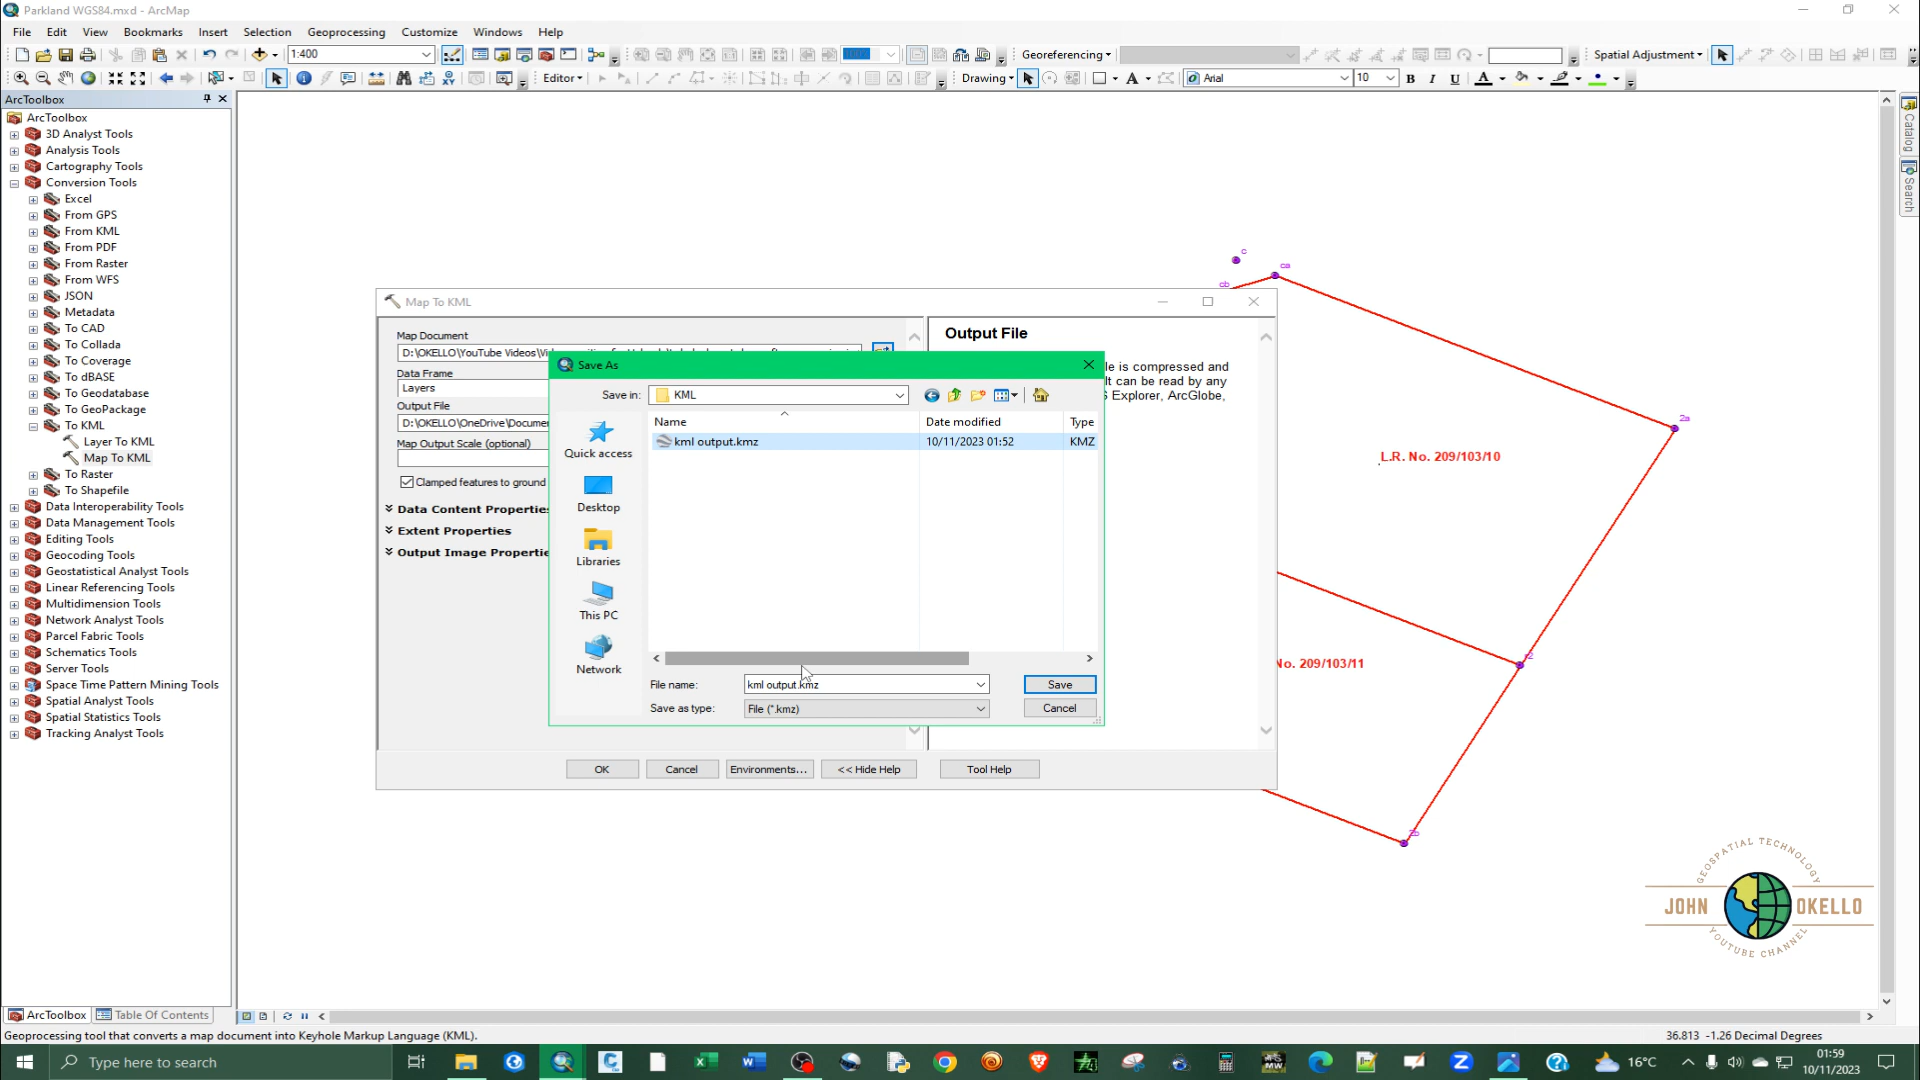 Parkland WGS84.mxd - ArcMap
File Edit View Bookmarks Insert Selection Geoprocessing Customize Windows Help
1:400
Georeferencing
Spatial Adjustment
Editor
Drawing
Arial
10
B I U A
ArcToolbox
ArcToolbox
3D Analyst Tools
Analysis Tools
Cartography Tools
Conversion Tools
Excel
From GPS
From KML
From PDF
From Raster
From WFS
JSON
Metadata
To CAD
To Collada
To Coverage
To dBASE
To Geodatabase
To GeoPackage
To KML
Layer To KML
Map To KML
To Raster
To Shapefile
Data Interoperability Tools
Data Management Tools
Editing Tools
Geocoding Tools
Geostatistical Analyst Tools
Linear Referencing Tools
Multidimension Tools
Network Analyst Tools
Parcel Fabric Tools
Schematics Tools
Server Tools
Space Time Pattern Mining Tools
Spatial Analyst Tools
Spatial Statistics Tools
Tracking Analyst Tools
Map To KML
Map Document
D:\OKELLO\YouTube Videos\
Data Frame
Layers
Output File
D:\OKELLO\OneDrive\Docume
Map Output Scale (optional)
Clamped features to ground
Data Content Properties
Extent Properties
Output Image Propertie
Output File
le is compressed and
It can be read by any
S Explorer, ArcGlobe,
Save As
Save in:
KML
Quick access
Desktop
Libraries
This PC
Network
Name
Date modified
Type
kml output.kmz
10/11/2023 01:52
KMZ
File name:
kml output.kmz
Save
Save as type:
File (*.kmz)
Cancel
OK
Cancel
Environments...
<< Hide Help
Tool Help
c
ca
cb
2a
L.R. No. 209/103/10
No. 209/103/11
Catalog
Search
GEOSPATIAL TECHNOLOGY
JOHN OKELLO
YOUTUBE CHANNEL
ArcToolbox
Table Of Contents
Geoprocessing tool that converts a map document into Keyhole Markup Language (KML).
36.813 -1.26 Decimal Degrees
Type here to search
16°C
01:59
10/11/2023